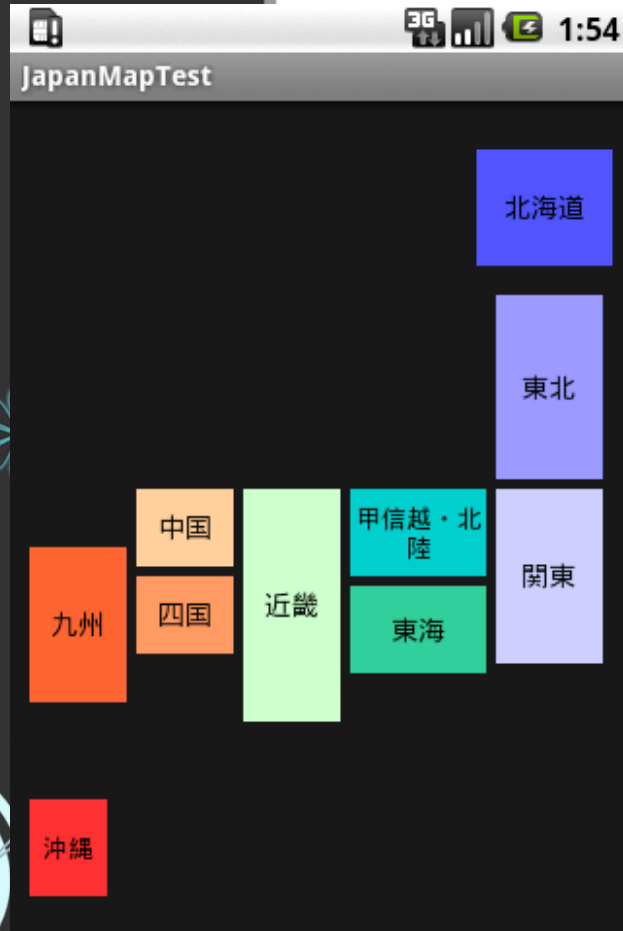 3G 1:54
JapanMapTest
北海道
東北
中国
甲信越・北
陸
関東
九州
四国
近畿
東海
沖縄